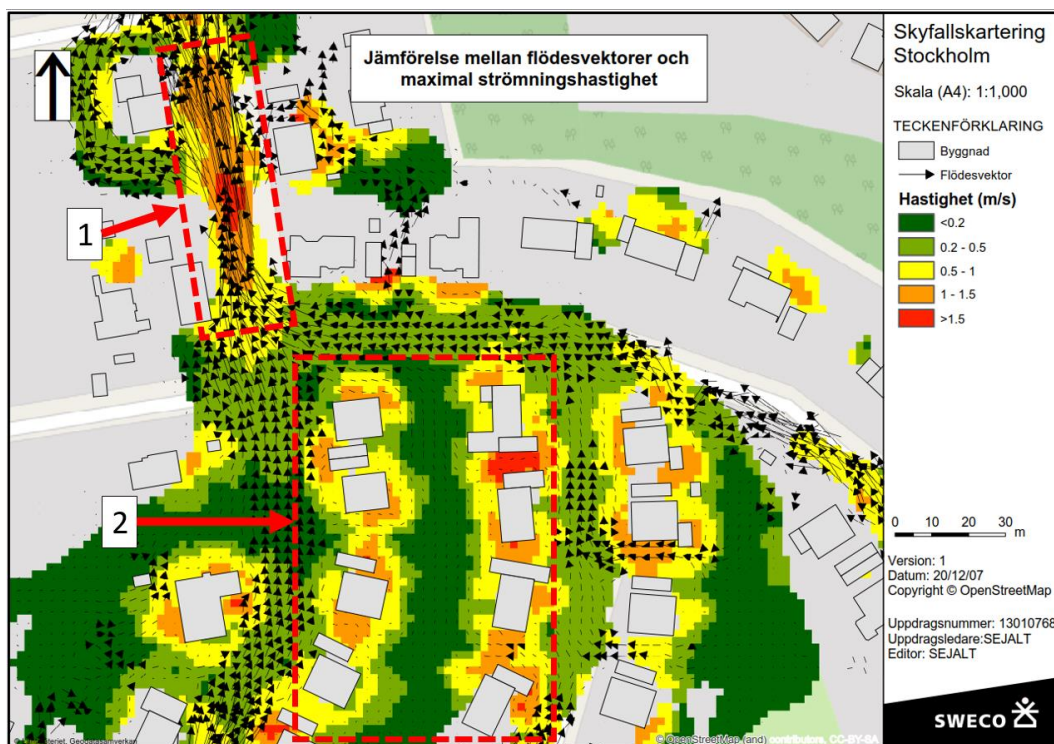 Jämförelse mellan flödesvektorer och
maximal strömningshastighet
1
2
Skyfallskartering
Stockholm
Skala (A4): 1:1,000
TECKENFÖRKLARING
Byggnad
Flödesvektor
Hastighet (m/s)
<0.2
0.2 - 0.5
0.5 - 1
1 - 1.5
>1.5
0 10 20 30
m
Version: 1
Datum: 20/12/07
Copyright © OpenStreetMap
Uppdragsnummer: 13010768
Uppdragsledare:SEJALT
Editor: SEJALT
SWECO
© OpenStreetMap (and) contributors, CC-BY-SA